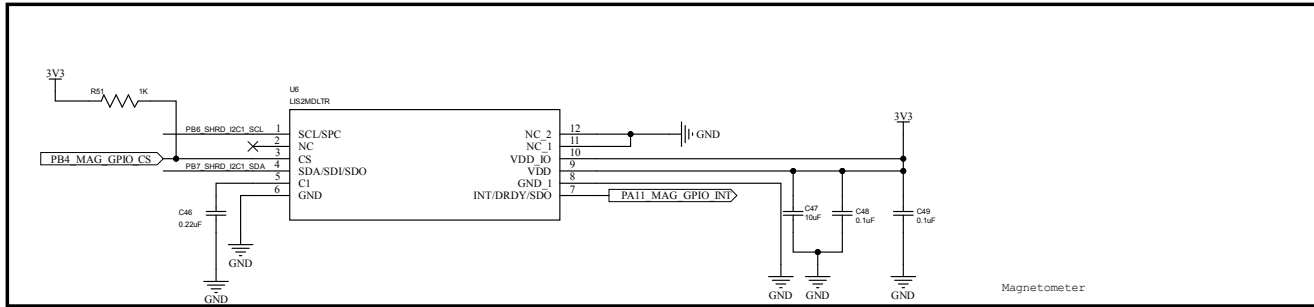 3V3
R51 1K
U6
LIS2MDLTR
PB6_SHRD_I2C1_SCL 1 SCL/SPC
2 NC
PB4_MAG_GPIO_CS 3 CS
PB7_SHRD_I2C1_SDA 4 SDA/SDI/SDO
5 C1
6 GND
NC_2 12 GND
NC_1 11
VDD_IO 10
VDD 9
GND_1 8
INT/DRDY/SDO 7 PA11_MAG_GPIO_INT
3V3
C46
0.22uF
GND
GND
C47
10uF
C48
0.1uF
C49
0.1uF
GND
GND
GND
Magnetometer